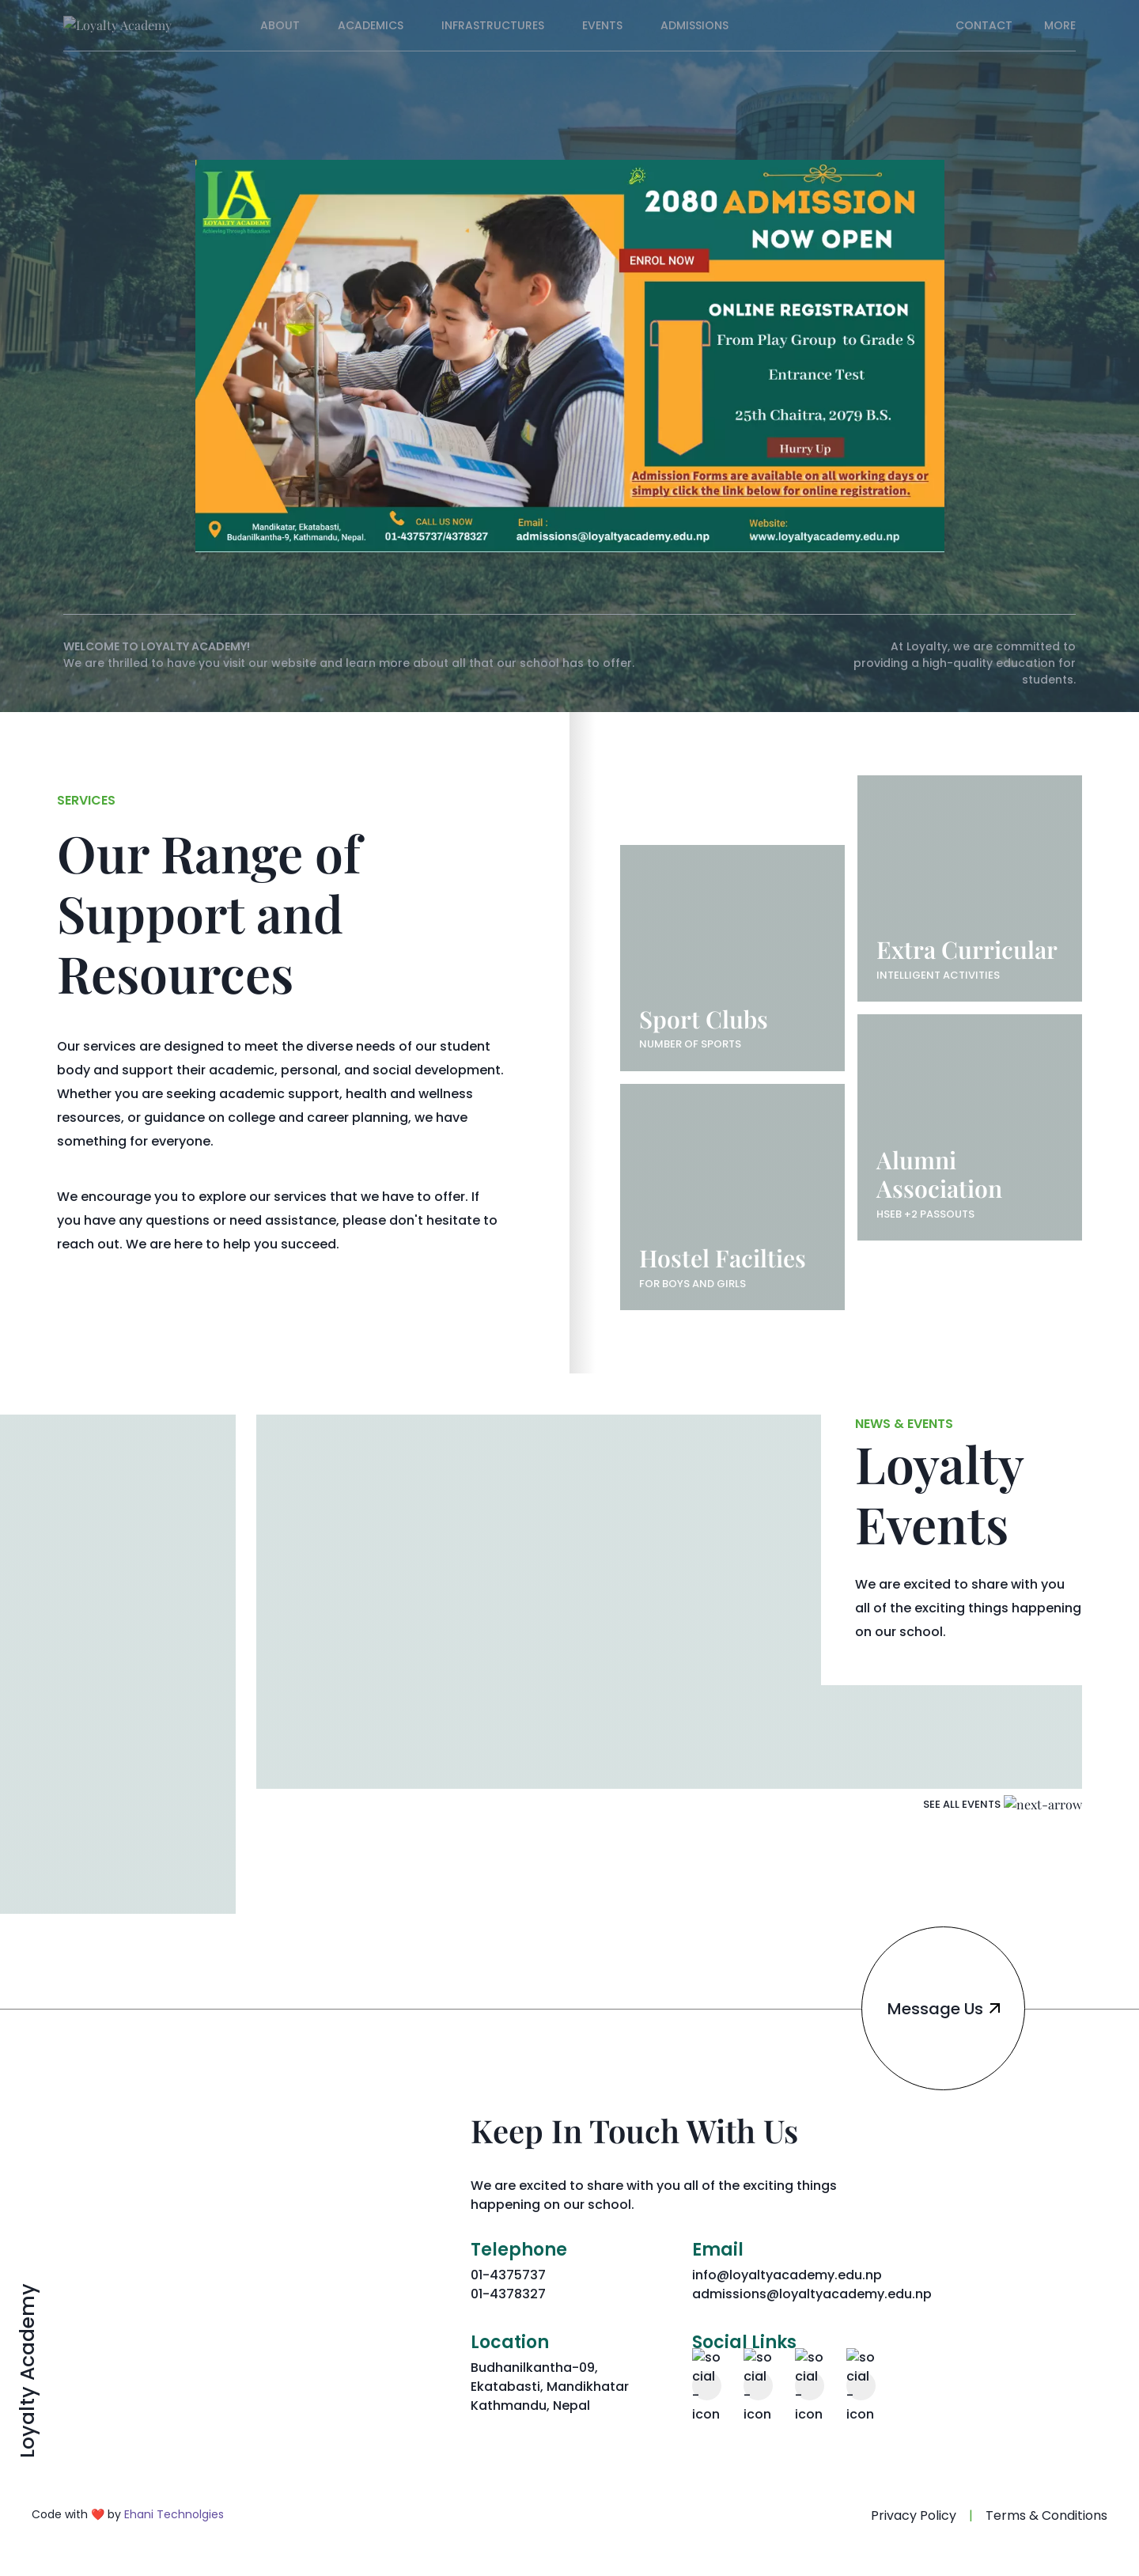 Loyalty Academy
ABOUT
ACADEMICS
INFRASTRUCTURES
EVENTS
ADMISSIONS
CONTACT
MORE
LA
LOYALTY ACADEMY
Achieving Through Education
2080 ADMISSION
NOW OPEN
ENROL NOW
ONLINE REGISTRATION
From Play Group to Grade 8
Entrance Test
25th Chaitra, 2079 B.S.
Hurry Up
Admission Forms are available on all working days or
simply click the link below for online registration.
Mandikatar, Ekatabasti,
Budanilkantha-9, Kathmandu, Nepal.
CALL US NOW
01-4375737/4378327
Email :
admissions@loyaltyacademy.edu.np
Website:
www.loyaltyacademy.edu.np
WELCOME TO LOYALTY ACADEMY!
We are thrilled to have you visit our website and learn more about all that our school has to offer.
At Loyalty, we are committed to
providing a high-quality education for
students.
SERVICES
Our Range of
Support and
Resources
Our services are designed to meet the diverse needs of our student
body and support their academic, personal, and social development.
Whether you are seeking academic support, health and wellness
resources, or guidance on college and career planning, we have
something for everyone.
We encourage you to explore our services that we have to offer. If
you have any questions or need assistance, please don't hesitate to
reach out. We are here to help you succeed.
Sport Clubs
NUMBER OF SPORTS
Hostel Facilties
FOR BOYS AND GIRLS
Extra Curricular
INTELLIGENT ACTIVITIES
Alumni
Association
HSEB +2 PASSOUTS
NEWS & EVENTS
Loyalty
Events
We are excited to share with you
all of the exciting things happening
on our school.
SEE ALL EVENTS next-arrow
Message Us
Keep In Touch With Us
We are excited to share with you all of the exciting things
happening on our school.
Telephone
01-4375737
01-4378327
Email
info@loyaltyacademy.edu.np
admissions@loyaltyacademy.edu.np
Location
Budhanilkantha-09,
Ekatabasti, Mandikhatar
Kathmandu, Nepal
Social Links
so so so so
cial cial cial cial
- - - -
icon icon icon icon
Loyalty Academy
Code with ❤️ by Ehani Technolgies
Privacy Policy | Terms & Conditions